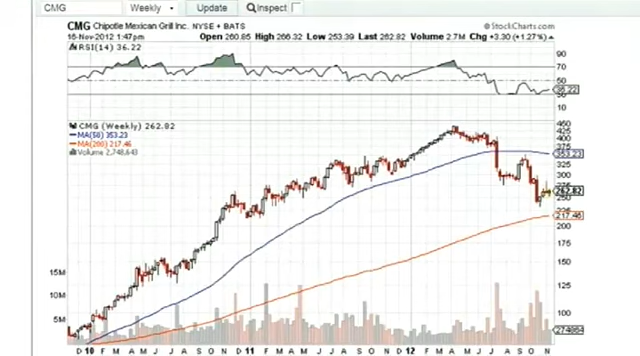 CMG Weekly Update Inspect
CMG Chipotle Mexican Grill Inc. NYSE + BATS © StockCharts.com
16-Nov-2012 1:47pm Open 260.85 High 266.32 Low 253.39 Last 262.82 Volume 2.7M Chg +3.30 (+1.27%)
RSI(14) 36.22
90
70
50
36.22
10
CMG (Weekly) 262.82
MA(50) 353.23
MA(200) 217.46
Volume 2,748,643
450
425
400
375
353.23
325
300
275
262.82
250
225
217.46
200
175
150
125
100
15M
10M
5M
D 10 F M A M J J A S O N D 11 F M A M J J A S O N D 12 F M A M J J A S O